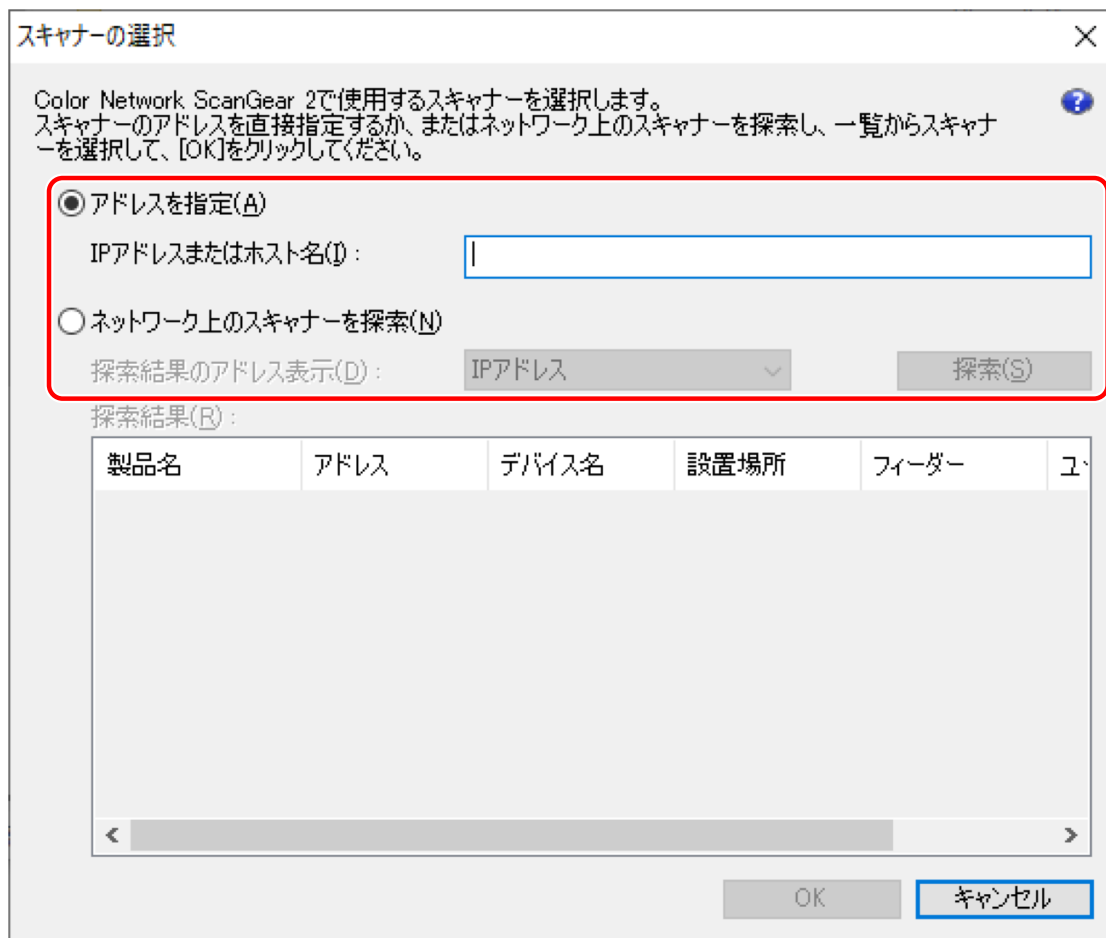 スキャナーの選択
Color Network ScanGear 2で使用するスキャナーを選択します。
スキャナーのアドレスを直接指定するか、またはネットワーク上のスキャナーを探索し、一覧からスキャナ
ーを選択して、[OK]をクリックしてください。
アドレスを指定(A)
IPアドレスまたはホスト名(I):
ネットワーク上のスキャナーを探索(N)
探索結果のアドレス表示(D): IPアドレス 探索(S)
探索結果(R):
製品名 アドレス デバイス名 設置場所 フィーダー
OK キャンセル